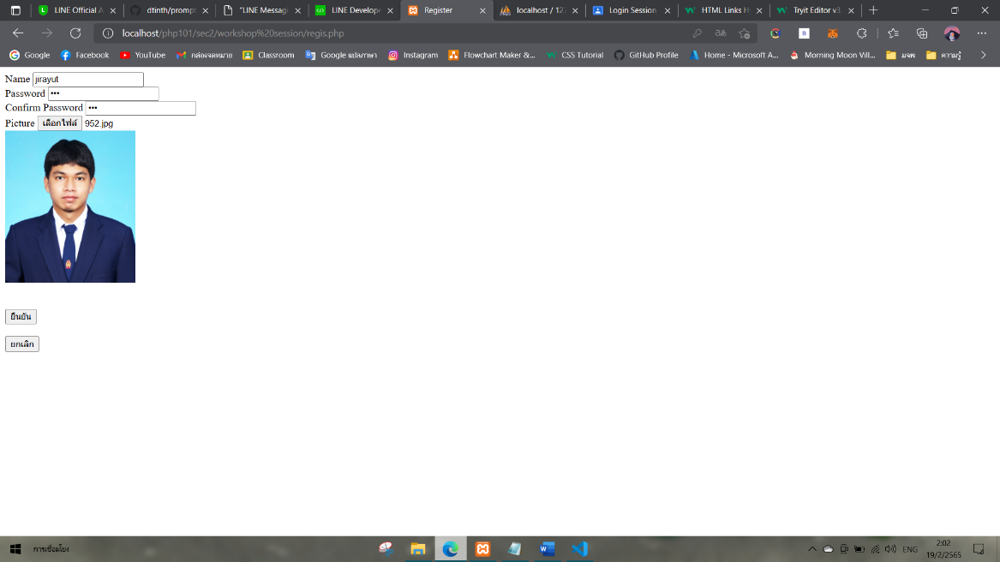 LINE Official A
dtinth/prompt
"LINE Messagi
LINE Develope
Register
localhost / 127
Login Session
HTML Links Hy
Tryit Editor v3.
localhost/php101/sec2/workshop%20session/regis.php
Google Facebook YouTube กล่องจดหมาย Classroom Google แปลภาษา Instagram Flowchart Maker &... CSS Tutorial GitHub Profile Home - Microsoft A... Morning Moon Vill... มจพ ความรู้
Name jirayut
Password •••
Confirm Password •••
Picture เลือกไฟล์ 952.jpg
ยืนยัน
ยกเลิก
การเชื่อมโยง
ENG
2:02
19/2/2565